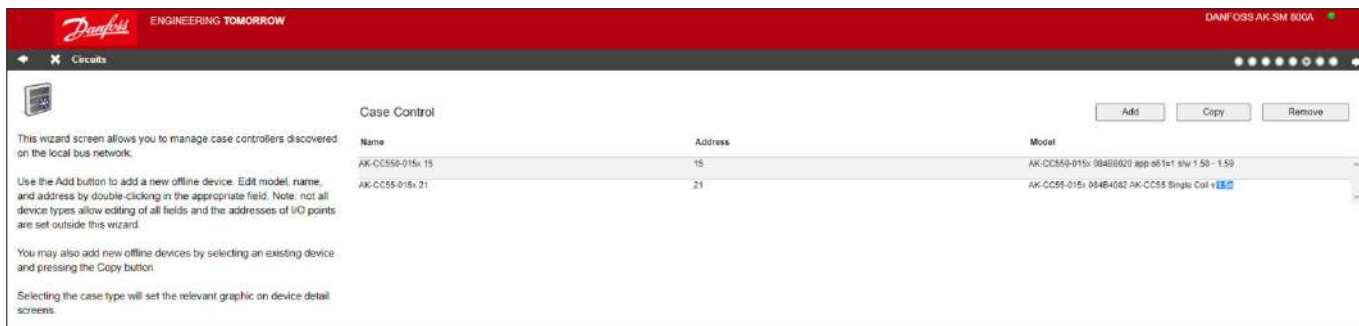 Danfoss
ENGINEERING TOMORROW
DANFOSS AK-SM 800A
Circuits
Case Control
Add
Copy
Remove
This wizard screen allows you to manage case controllers discovered
on the local bus network.
Use the Add button to add a new offline device. Edit model, name,
and address by double-clicking in the appropriate field. Note: not all
device types allow editing of all fields and the addresses of I/O points
are set outside this wizard.
You may also add new offline devices by selecting an existing device
and pressing the Copy button.
Selecting the case type will set the relevant graphic on device detail
screens.
Name Address Model
AK-CC550-015x 15 15 AK-CC550-015x 084B8020 app o61=1 s/w 1.50 - 1.59
AK-CC55-015x 21 21 AK-CC55-015x 084B4082 AK-CC55 Single Coil v1.5x